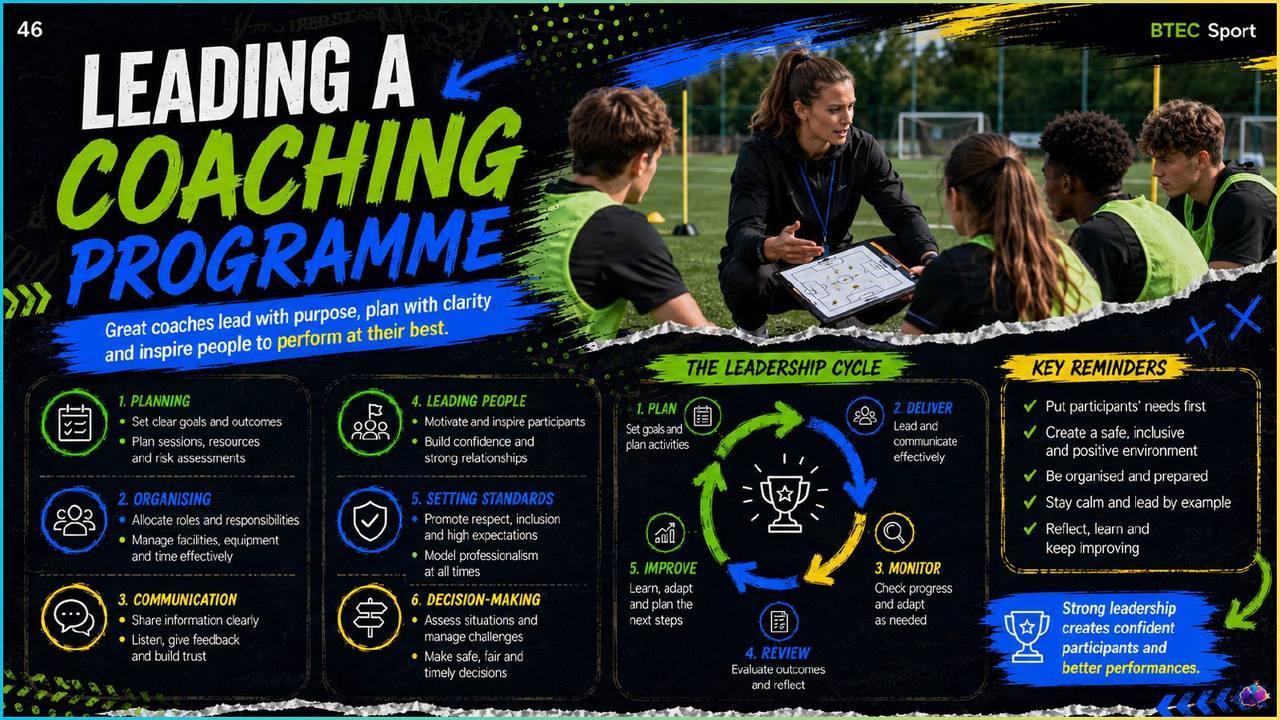 46
BTEC Sport
LEADING A
COACHING
PROGRAMME
Great coaches lead with purpose, plan with clarity
and inspire people to perform at their best.
1. PLANNING
• Set clear goals and outcomes
• Plan sessions, resources
and risk assessments
2. ORGANISING
• Allocate roles and responsibilities
• Manage facilities, equipment
and time effectively
3. COMMUNICATION
• Share information clearly
• Listen, give feedback
and build trust
4. LEADING PEOPLE
• Motivate and inspire participants
• Build confidence and
strong relationships
5. SETTING STANDARDS
• Promote respect, inclusion
and high expectations
• Model professionalism
at all times
6. DECISION-MAKING
• Assess situations and
manage challenges
• Make safe, fair and
timely decisions
THE LEADERSHIP CYCLE
1. PLAN
Set goals and
plan activities
2. DELIVER
Lead and
communicate
effectively
3. MONITOR
Check progress
and adapt
as needed
4. REVIEW
Evaluate outcomes
and reflect
5. IMPROVE
Learn, adapt
and plan the
next steps
KEY REMINDERS
✓ Put participants' needs first
✓ Create a safe, inclusive
and positive environment
✓ Be organised and prepared
✓ Stay calm and lead by example
✓ Reflect, learn and
keep improving
Strong leadership
creates confident
participants and
better performances.